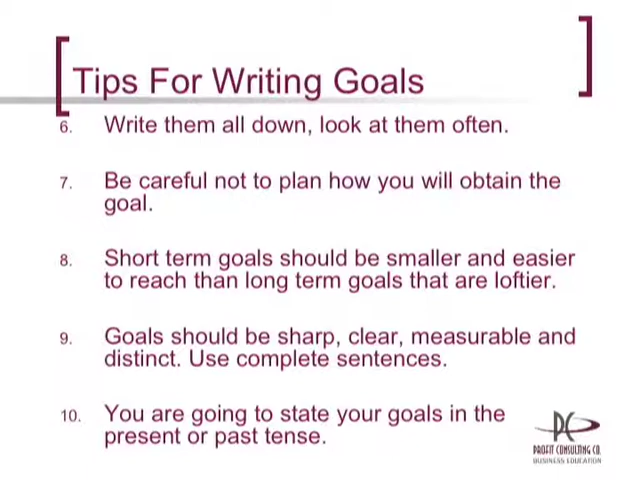 Tips For Writing Goals
6. Write them all down, look at them often.
7. Be careful not to plan how you will obtain the
goal.
8. Short term goals should be smaller and easier
to reach than long term goals that are loftier.
9. Goals should be sharp, clear, measurable and
distinct. Use complete sentences.
10. You are going to state your goals in the
present or past tense.
PC
PROFIT CONSULTING CO.
BUSINESS EDUCATION